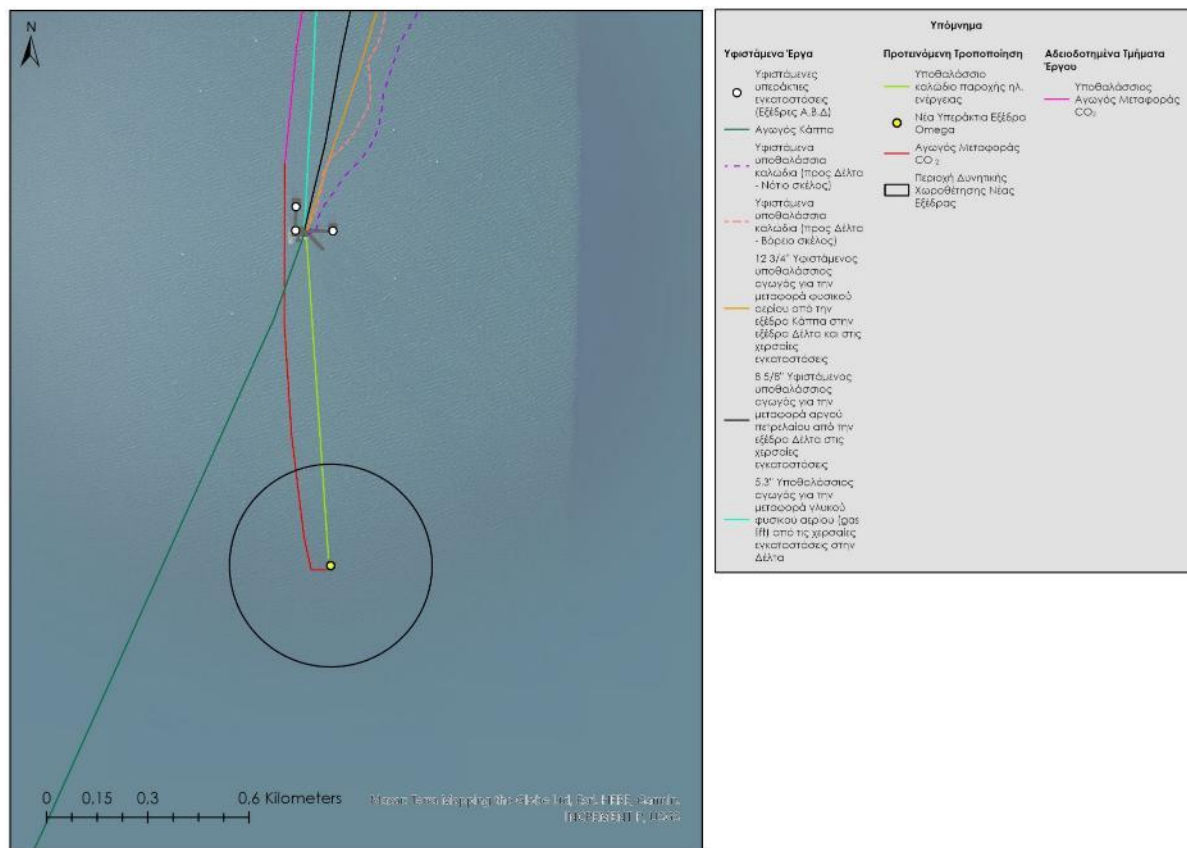 N
0 0.15 0.3 0.6 Kilometers
Υπόμνημα
Υφιστάμενα Έργα
Υφιστάμενες
υπεράκτιες
εγκαταστάσεις
(Εξέδρες Α,Β,Δ)
Αγωγός Κάππα
Υφιστάμενα
υποθαλάσσια
καλώδια (προς Δέλτα
- Νότιο σκέλος)
Υφιστάμενα
υποθαλάσσια
καλώδια (προς Δέλτα
- Βόρειο σκέλος)
12 3/4" Υφιστάμενος
υποθαλάσσιος
αγωγός για την
μεταφορά φυσικού
αερίου από την
εξέδρα Κάππα στην
εξέδρα Δέλτα και στις
χερσαίες
εγκαταστάσεις
8 5/8" Υφιστάμενος
υποθαλάσσιος
αγωγός για την
μεταφορά αργού
πετρελαίου από την
εξέδρα Δέλτα στις
χερσαίες
εγκαταστάσεις
5.3" Υποθαλάσσιος
αγωγός για την
μεταφορά γλυκού
φυσικού αερίου (gas
lift) από τις χερσαίες
εγκαταστάσεις στην
Δέλτα
Προτεινόμενη Τροποποίηση
Υποθαλάσσιο
καλώδιο παροχής ηλ.
ενέργειας
Νέα Υπεράκτια Εξέδρα
Omega
Αγωγός Μεταφοράς
CO₂
Περιοχή Δυνητικής
Χωροθέτησης Νέας
Εξέδρας
Αδειοδοτημένα Τμήματα
Έργου
Υποθαλάσσιος
Αγωγός Μεταφοράς
CO₂